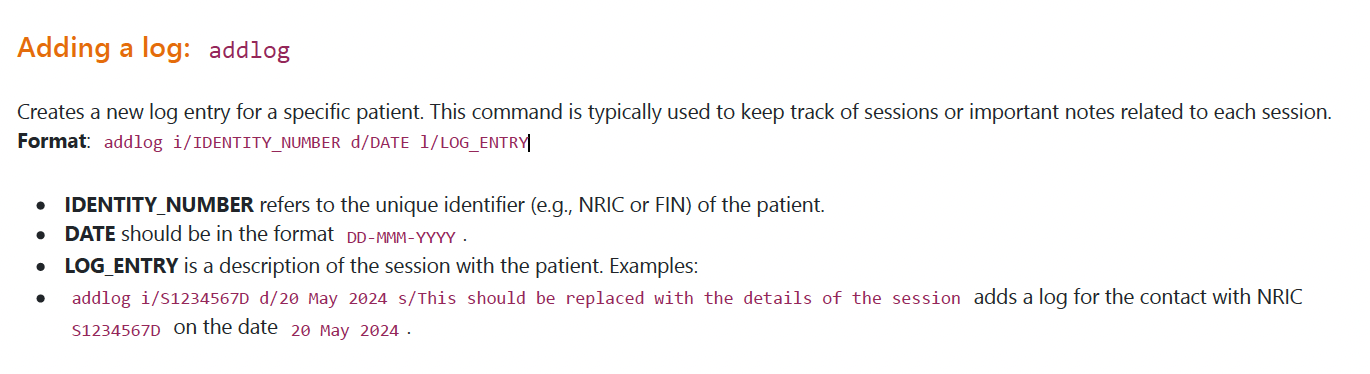 Adding a log: addlog
Creates a new log entry for a specific patient. This command is typically used to keep track of sessions or important notes related to each session.
Format: addlog i/IDENTITY_NUMBER d/DATE l/LOG_ENTRY
• IDENTITY_NUMBER refers to the unique identifier (e.g., NRIC or FIN) of the patient.
• DATE should be in the format DD-MMM-YYYY .
• LOG_ENTRY is a description of the session with the patient. Examples:
• addlog i/S1234567D d/20 May 2024 s/This should be replaced with the details of the session adds a log for the contact with NRIC
S1234567D on the date 20 May 2024 .